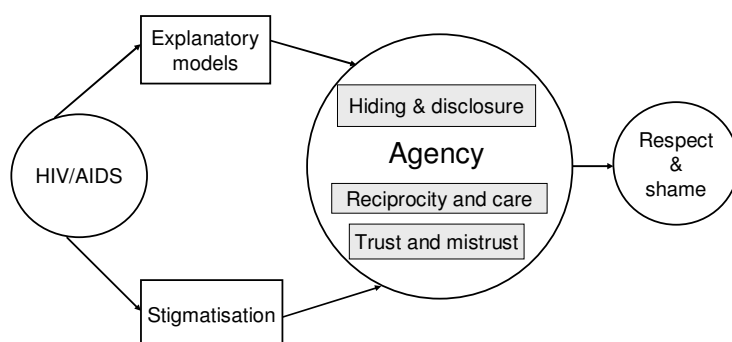 Explanatory
models
Hiding & disclosure
Agency
HIV/AIDS
Respect
&
shame
Reciprocity and care
Trust and mistrust
Stigmatisation